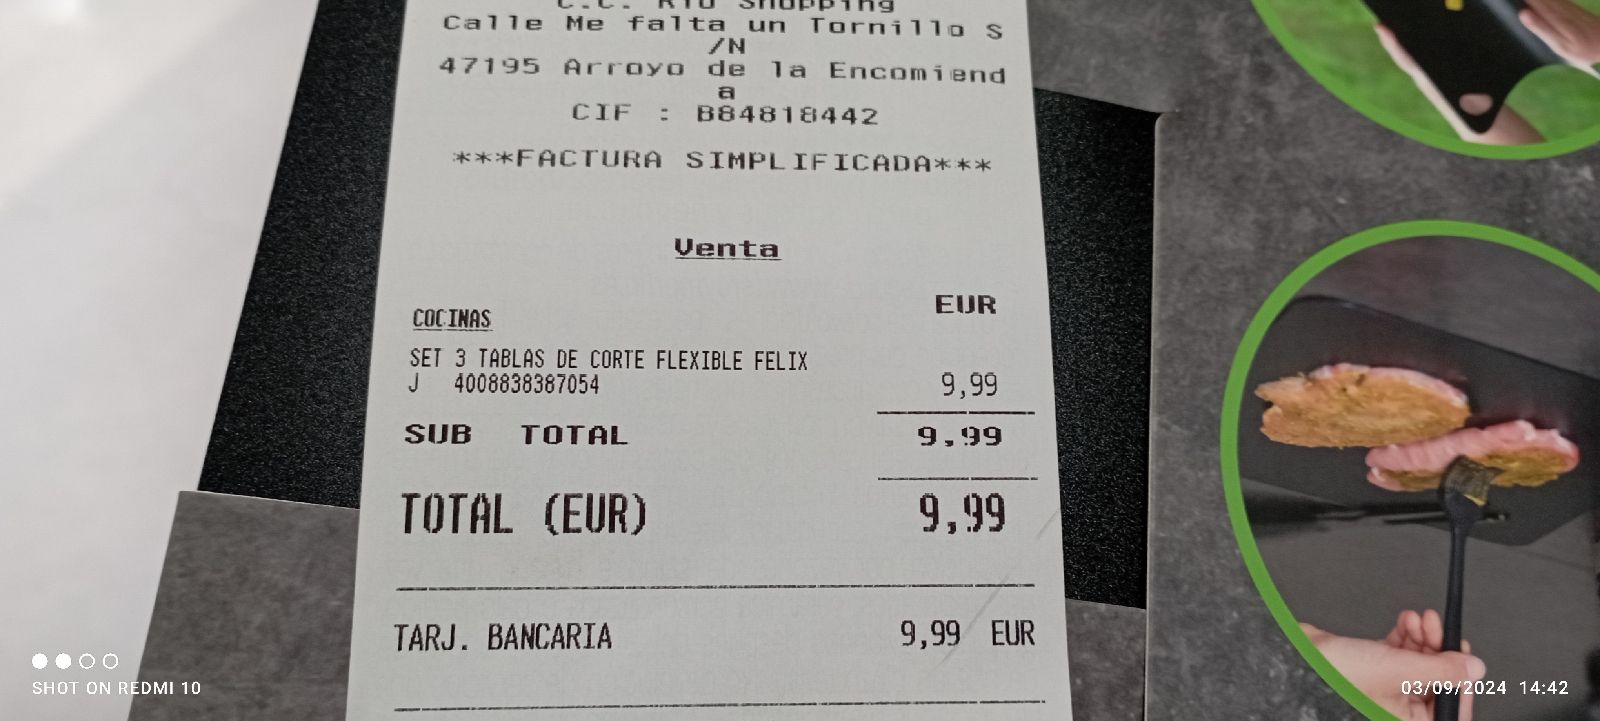 C.C. RIO Shopping
Calle Me falta un Tornillo S
/N
47195 Arroyo de la Encomiend
a
CIF : B84818442
***FACTURA SIMPLIFICADA***
Venta
EUR
COCINAS
SET 3 TABLAS DE CORTE FLEXIBLE FELIX
J 4008838387054 9,99
SUB TOTAL 9,99
TOTAL (EUR) 9,99
TARJ. BANCARIA 9,99 EUR
SHOT ON REDMI 10
03/09/2024 14:42